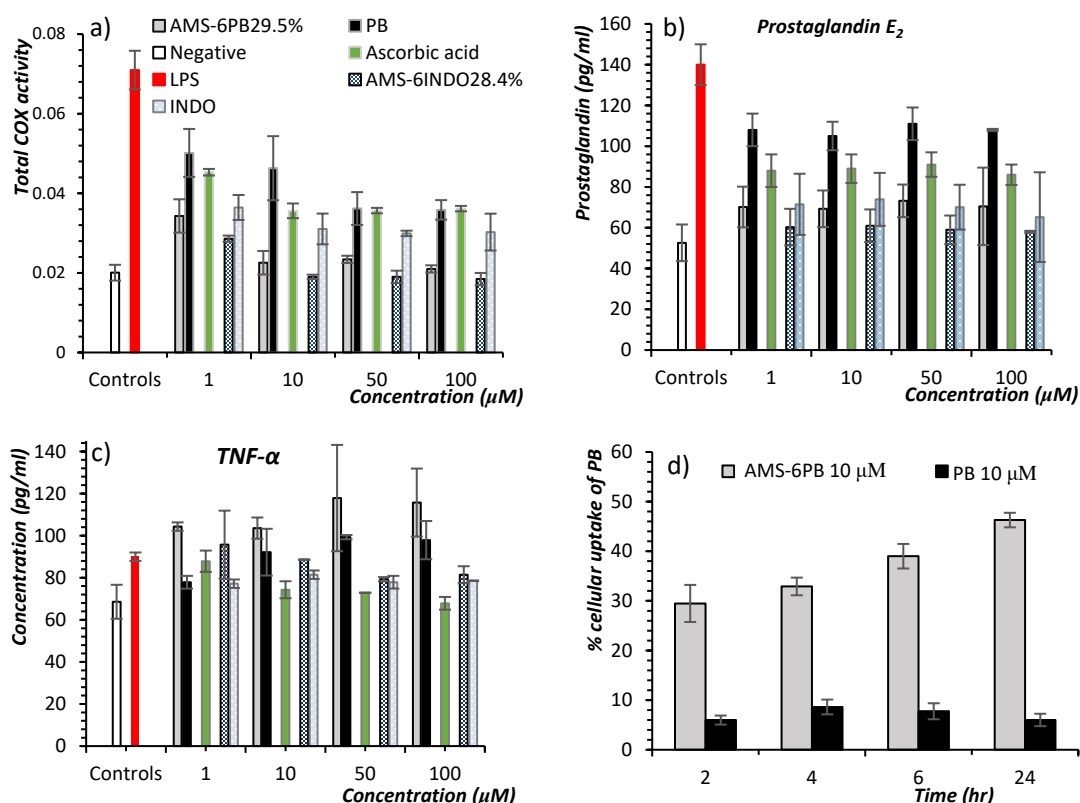 a)
AMS-6PB29.5% PB
Negative Ascorbic acid
LPS AMS-6INDO28.4%
INDO
Total COX activity
0.08
0.06
0.04
0.02
0
Controls 1 10 50 100
Concentration (μM)
b)
Prostaglandin E2
Prostaglandin (pg/ml)
160
140
120
100
80
60
40
20
0
Controls 1 10 50 100
Concentration (μM)
c)
TNF-α
Concentration (pg/ml)
140
120
100
80
60
40
20
0
Controls 1 10 50 100
Concentration (μM)
d)
AMS-6PB 10 μM PB 10 μM
% cellular uptake of PB
60
50
40
30
20
10
0
2 4 6 24
Time (hr)